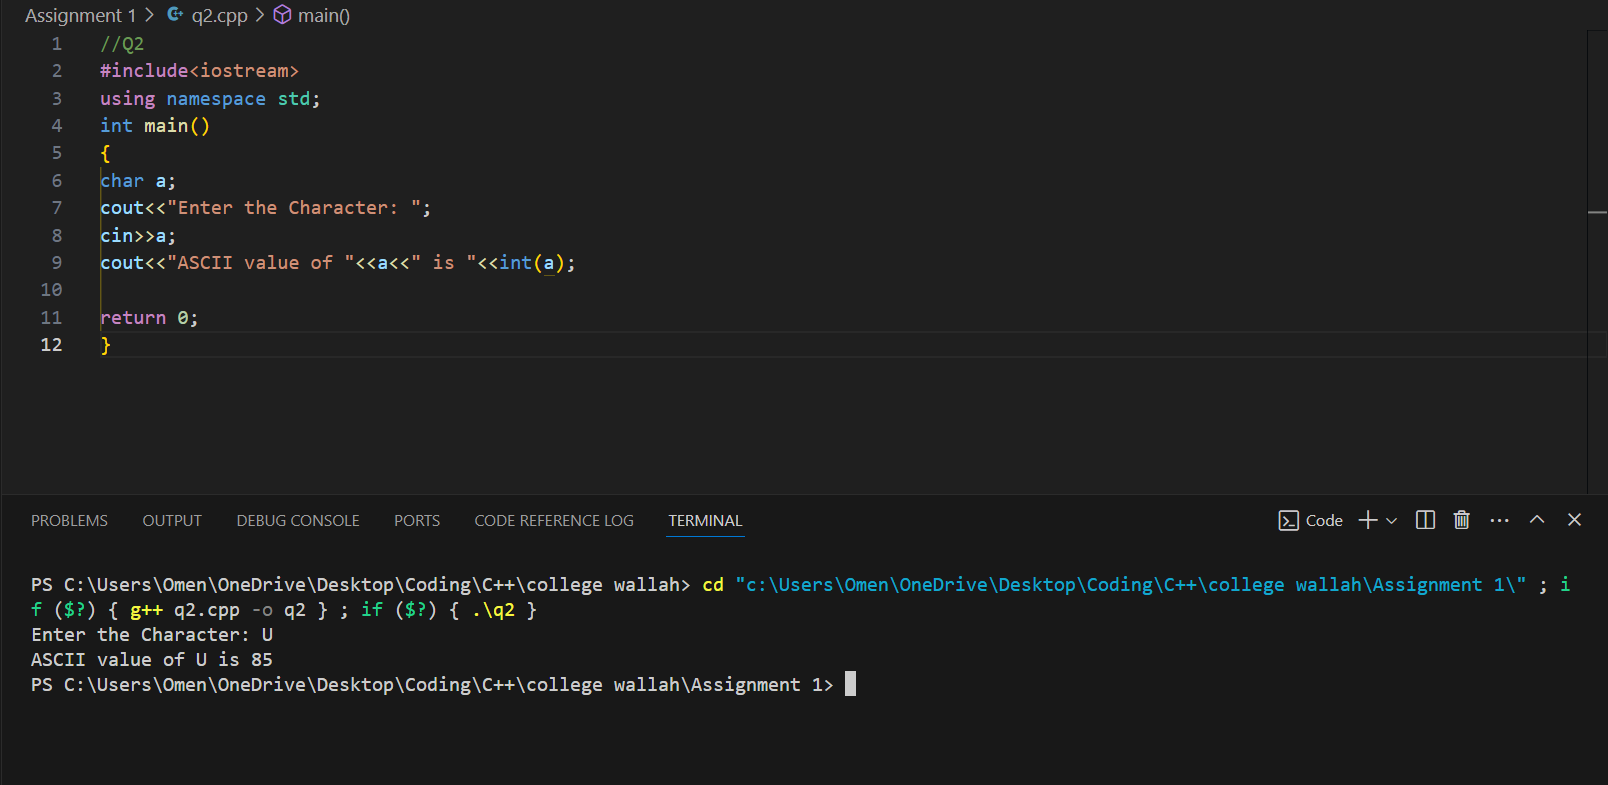 Assignment 1 > q2.cpp > main()
1 //Q2
2 #include<iostream>
3 using namespace std;
4 int main()
5 {
6 char a;
7 cout<<"Enter the Character: ";
8 cin>>a;
9 cout<<"ASCII value of "<<a<<" is "<<int(a);
10
11 return 0;
12 }
PROBLEMS OUTPUT DEBUG CONSOLE PORTS CODE REFERENCE LOG TERMINAL Code
PS C:\Users\Omen\OneDrive\Desktop\Coding\C++\college wallah> cd "c:\Users\Omen\OneDrive\Desktop\Coding\C++\college wallah\Assignment 1\" ; i
f ($?) { g++ q2.cpp -o q2 } ; if ($?) { .\q2 }
Enter the Character: U
ASCII value of U is 85
PS C:\Users\Omen\OneDrive\Desktop\Coding\C++\college wallah\Assignment 1>